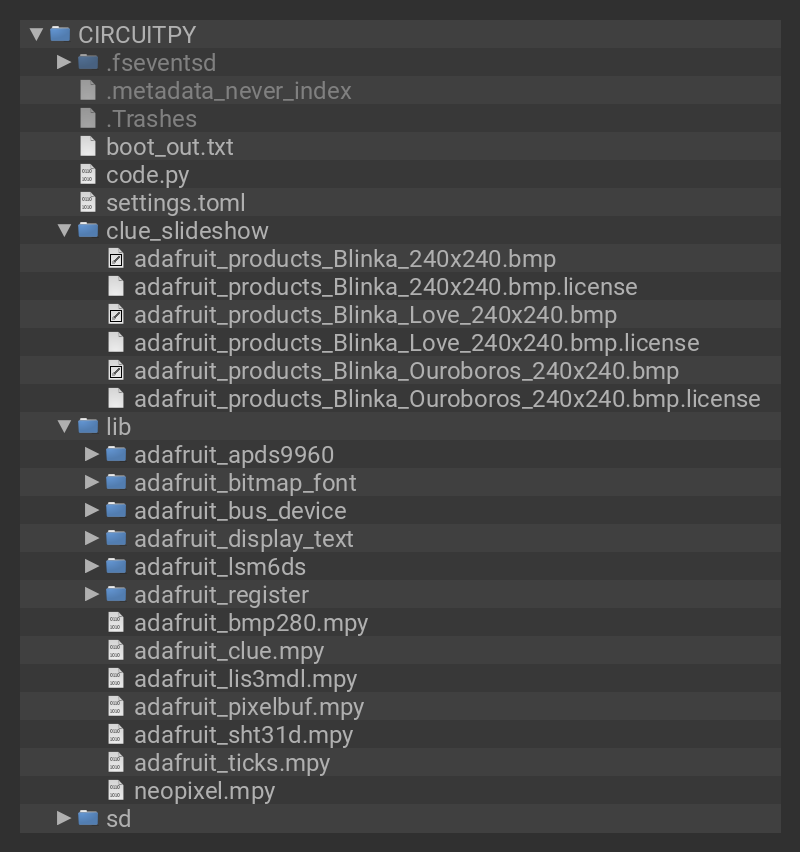 CIRCUITPY
.fseventsd
.metadata_never_index
.Trashes
boot_out.txt
code.py
settings.toml
clue_slideshow
adafruit_products_Blinka_240x240.bmp
adafruit_products_Blinka_240x240.bmp.license
adafruit_products_Blinka_Love_240x240.bmp
adafruit_products_Blinka_Love_240x240.bmp.license
adafruit_products_Blinka_Ouroboros_240x240.bmp
adafruit_products_Blinka_Ouroboros_240x240.bmp.license
lib
adafruit_apds9960
adafruit_bitmap_font
adafruit_bus_device
adafruit_display_text
adafruit_lsm6ds
adafruit_register
adafruit_bmp280.mpy
adafruit_clue.mpy
adafruit_lis3mdl.mpy
adafruit_pixelbuf.mpy
adafruit_sht31d.mpy
adafruit_ticks.mpy
neopixel.mpy
sd